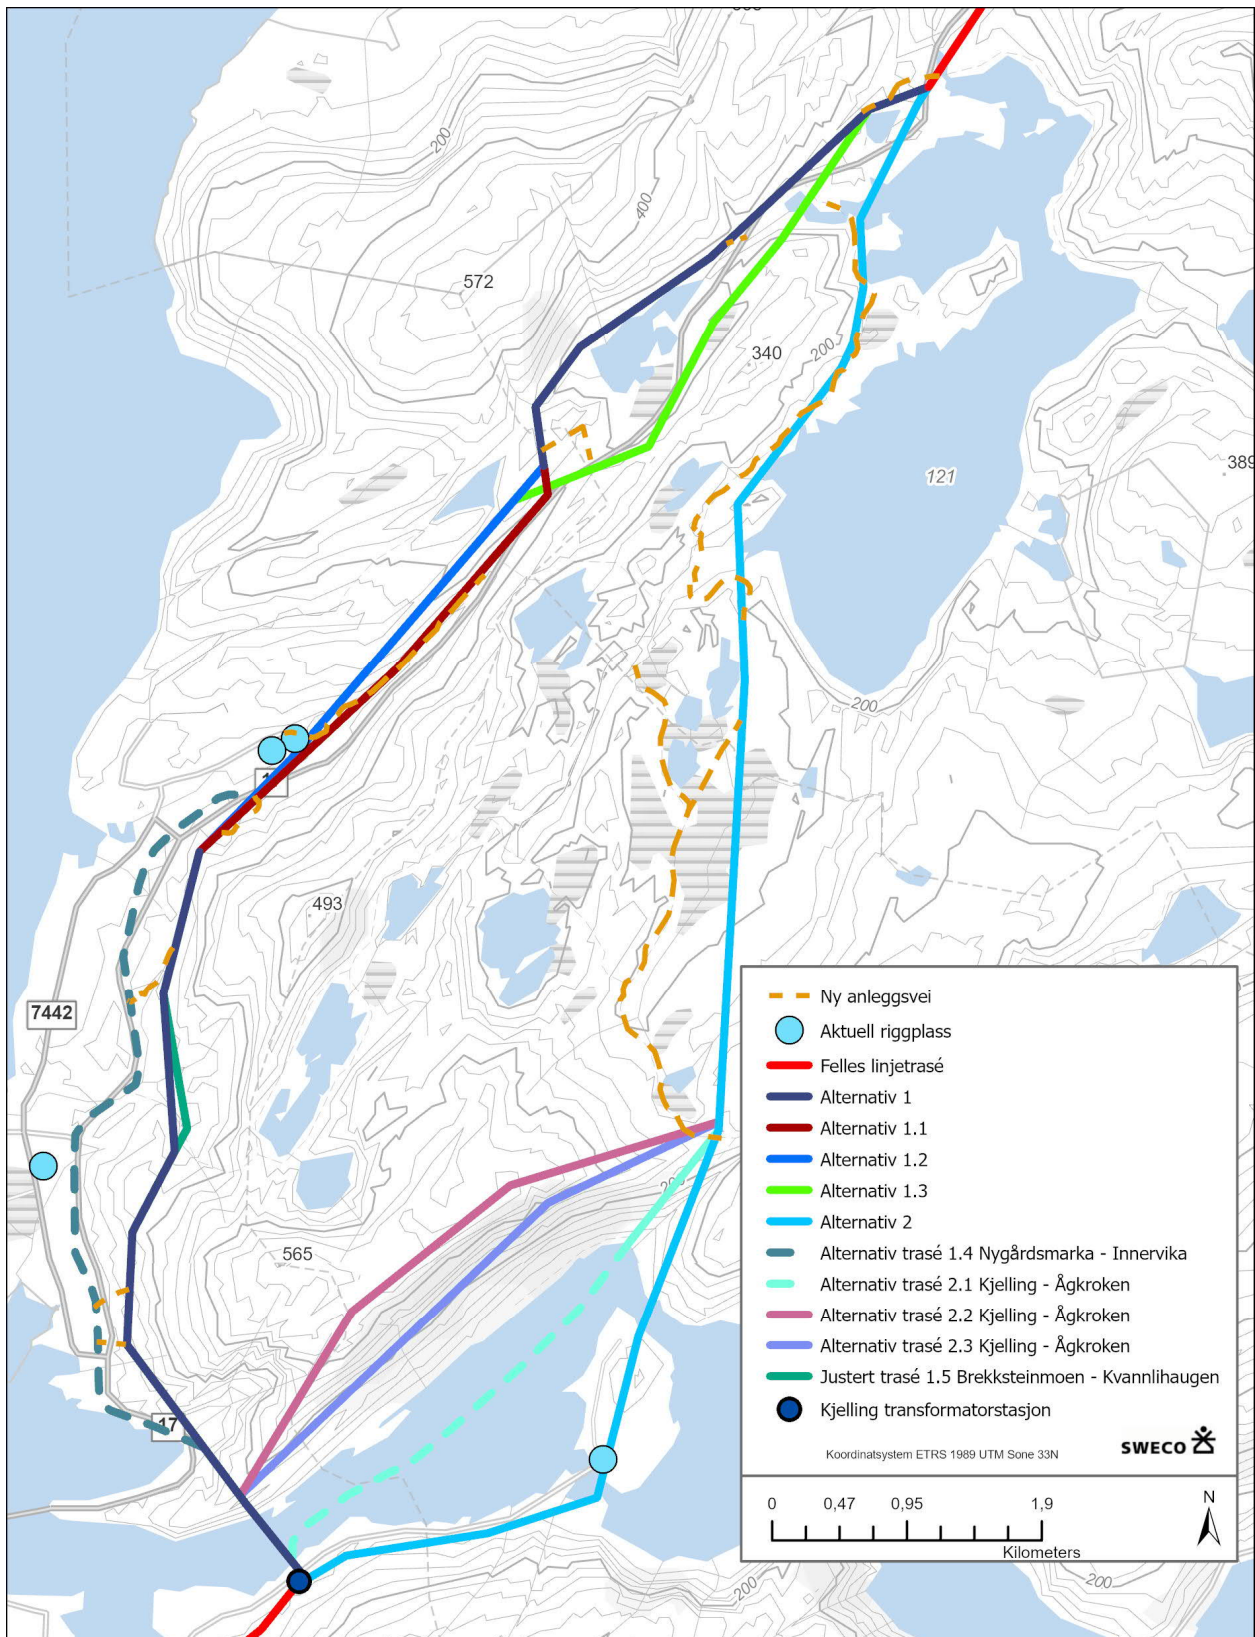 200
400
572
340
200
121
389
200
1
493
7442
200
565
17
200
200
Ny anleggsvei
Aktuell riggplass
Felles linjetrasé
Alternativ 1
Alternativ 1.1
Alternativ 1.2
Alternativ 1.3
Alternativ 2
Alternativ trasé 1.4 Nygårdsmarka - Innervika
Alternativ trasé 2.1 Kjelling - Ågkroken
Alternativ trasé 2.2 Kjelling - Ågkroken
Alternativ trasé 2.3 Kjelling - Ågkroken
Justert trasé 1.5 Brekksteinmoen - Kvannlihaugen
Kjelling transformatorstasjon
Koordinatsystem ETRS 1989 UTM Sone 33N
SWECO
0 0,47 0,95 1,9
Kilometers
N